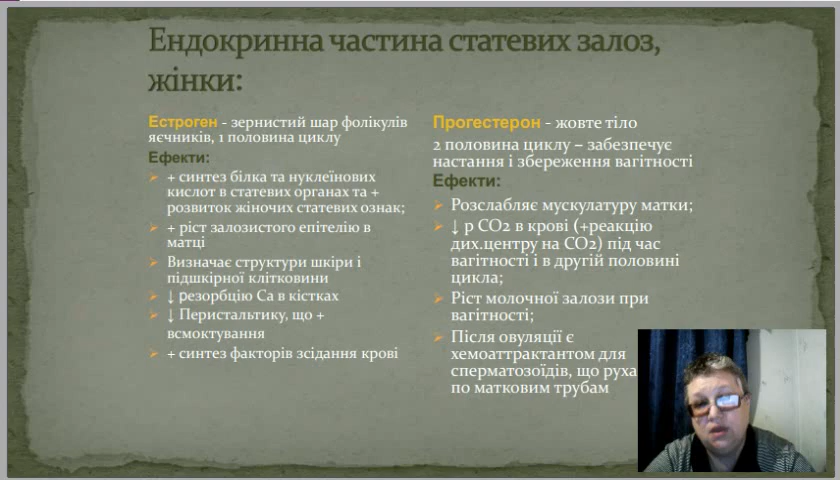 Ендокринна частина статевих залоз,
жінки:
Естроген - зернистий шар фолікулів
яєчників, 1 половина циклу
Ефекти:
+ синтез білка та нуклеїнових
кислот в статевих органах та +
розвиток жіночих статевих ознак;
+ ріст залозистого епітелію в
матці
Визначає структури шкіри і
підшкірної клітковини
↓ резорбцію Са в кістках
↓ Перистальтику, що +
всмоктування
+ синтез факторів зсідання крові
Прогестерон - жовте тіло
2 половина циклу – забезпечує
настання і збереження вагітності
Ефекти:
Розслабляє мускулатуру матки;
↓ р СО2 в крові (+реакцію
дих.центру на СО2) під час
вагітності і в другій половині
цикла;
Ріст молочної залози при
вагітності;
Після овуляції є
хемоаттрактантом для
сперматозоїдів, що руха
по матковим трубам